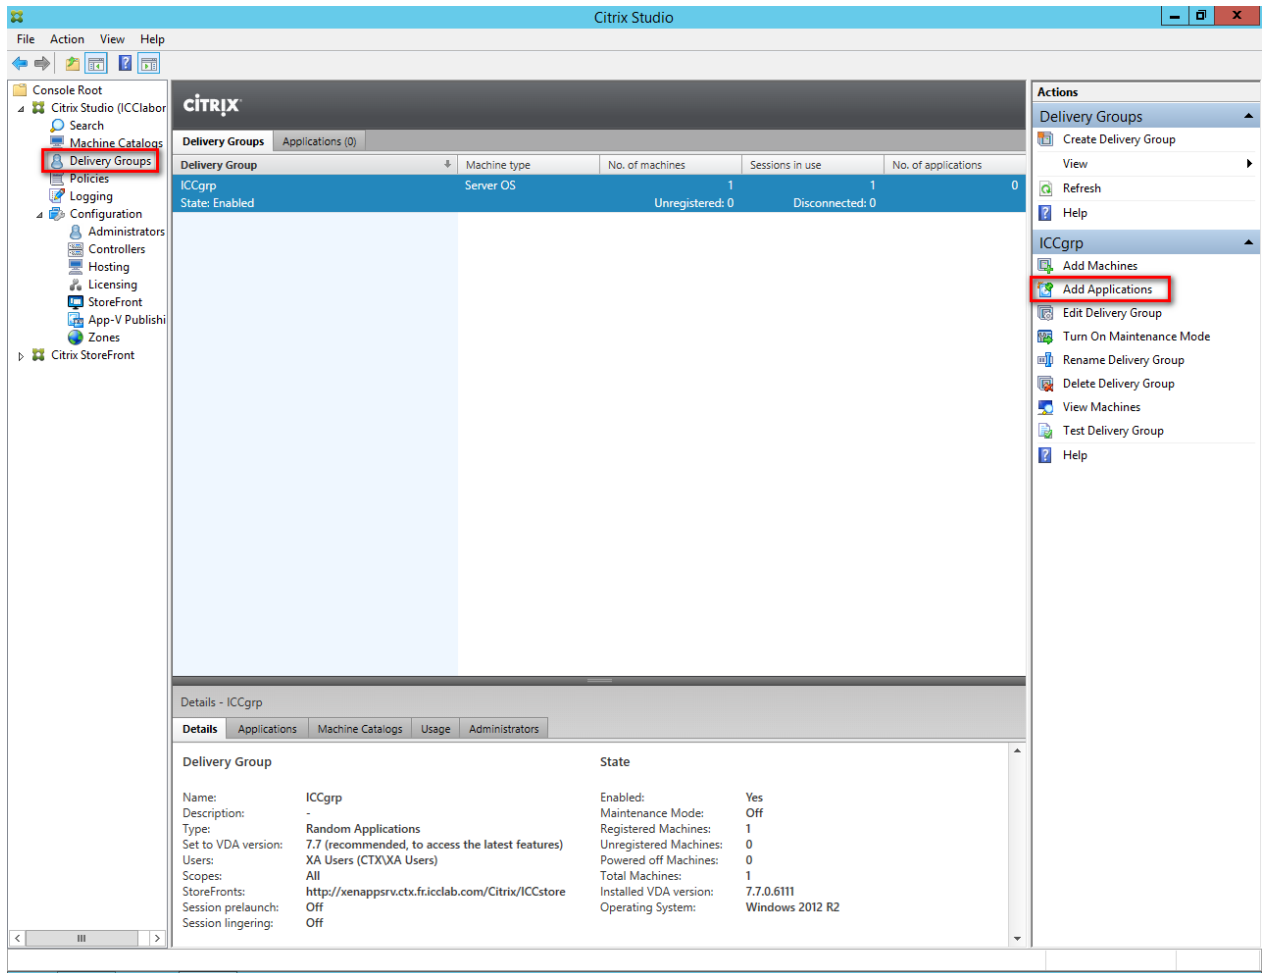 Citrix Studio
File Action View Help
Console Root
Citrix Studio (ICClabor
Search
Machine Catalogs
Delivery Groups
Policies
Logging
Configuration
Administrators
Controllers
Hosting
Licensing
StoreFront
App-V Publishi
Zones
Citrix StoreFront
CITRIX
Delivery Groups Applications (0)
Delivery Group Machine type No. of machines Sessions in use No. of applications
ICCgrp Server OS 1 1 0
State: Enabled Unregistered: 0 Disconnected: 0
Details - ICCgrp
Details Applications Machine Catalogs Usage Administrators
Delivery Group
Name: ICCgrp
Description: -
Type: Random Applications
Set to VDA version: 7.7 (recommended, to access the latest features)
Users: XA Users (CTX\XA Users)
Scopes: All
StoreFronts: http://xenappsrv.ctx.fr.icclab.com/Citrix/ICCstore
Session prelaunch: Off
Session lingering: Off
State
Enabled: Yes
Maintenance Mode: Off
Registered Machines: 1
Unregistered Machines: 0
Powered off Machines: 0
Total Machines: 1
Installed VDA version: 7.7.0.6111
Operating System: Windows 2012 R2
Actions
Delivery Groups
Create Delivery Group
View
Refresh
Help
ICCgrp
Add Machines
Add Applications
Edit Delivery Group
Turn On Maintenance Mode
Rename Delivery Group
Delete Delivery Group
View Machines
Test Delivery Group
Help